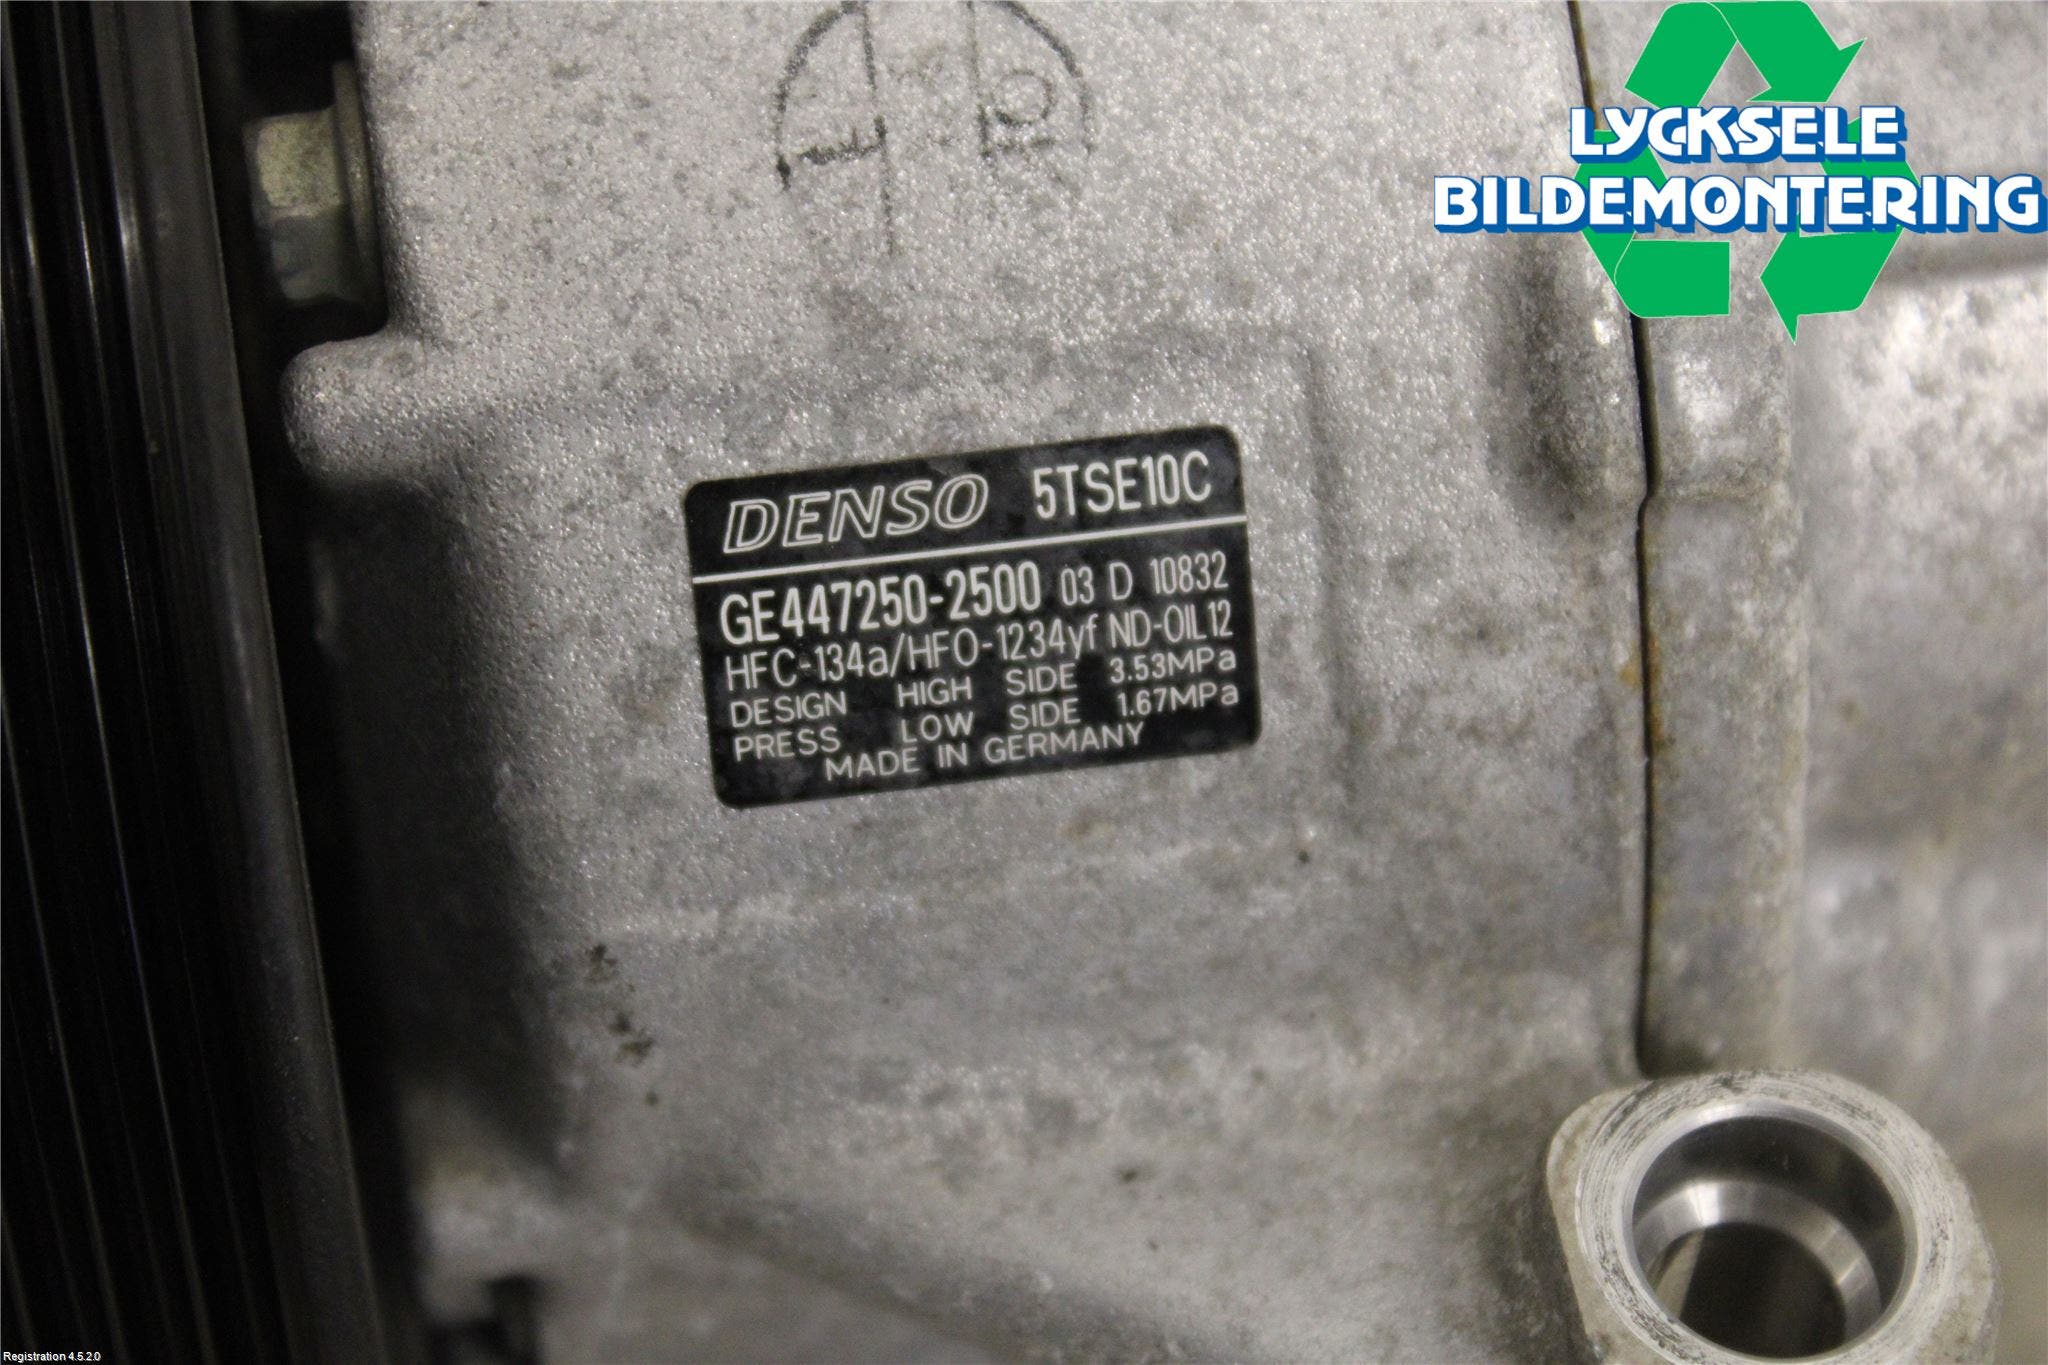 LYCKSELE
BILDEMONTERING
DENSO 5TSE10C
GE447250-2500 03 D 10832
HFC-134a/HFO-1234yf ND-OIL12
DESIGN HIGH SIDE 3.53MPa
PRESS LOW SIDE 1.67MPa
MADE IN GERMANY
Registration 4.5.2.0